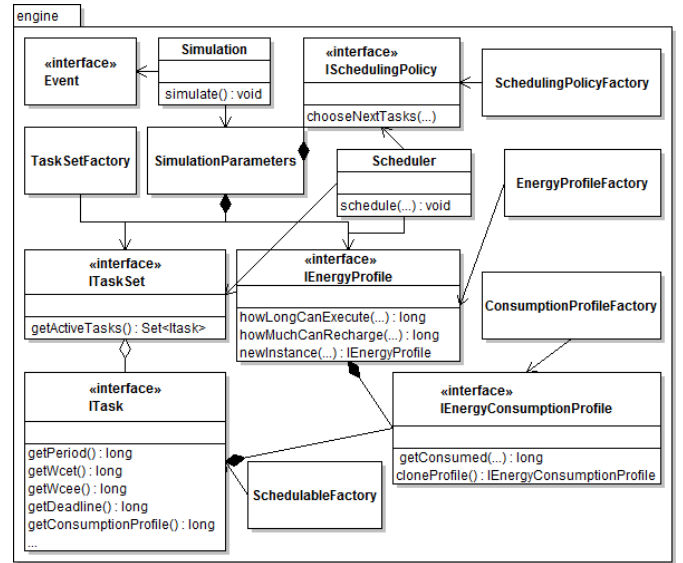 engine
«interface»
Event
Simulation
simulate() : void
«interface»
ISchedulingPolicy
chooseNextTasks(...)
SchedulingPolicyFactory
TaskSetFactory
SimulationParameters
Scheduler
schedule(...) : void
EnergyProfileFactory
«interface»
ITaskSet
getActiveTasks() : Set<Itask>
«interface»
IEnergyProfile
howLongCanExecute(...) : long
howMuchCanRecharge(...) : long
newInstance(...) : IEnergyProfile
ConsumptionProfileFactory
«interface»
ITask
getPeriod() : long
getWcet() : long
getWcee() : long
getDeadline() : long
getConsumptionProfile() : long
...
SchedulableFactory
«interface»
IEnergyConsumptionProfile
getConsumed(...) : long
cloneProfile() : IEnergyConsumptionProfile